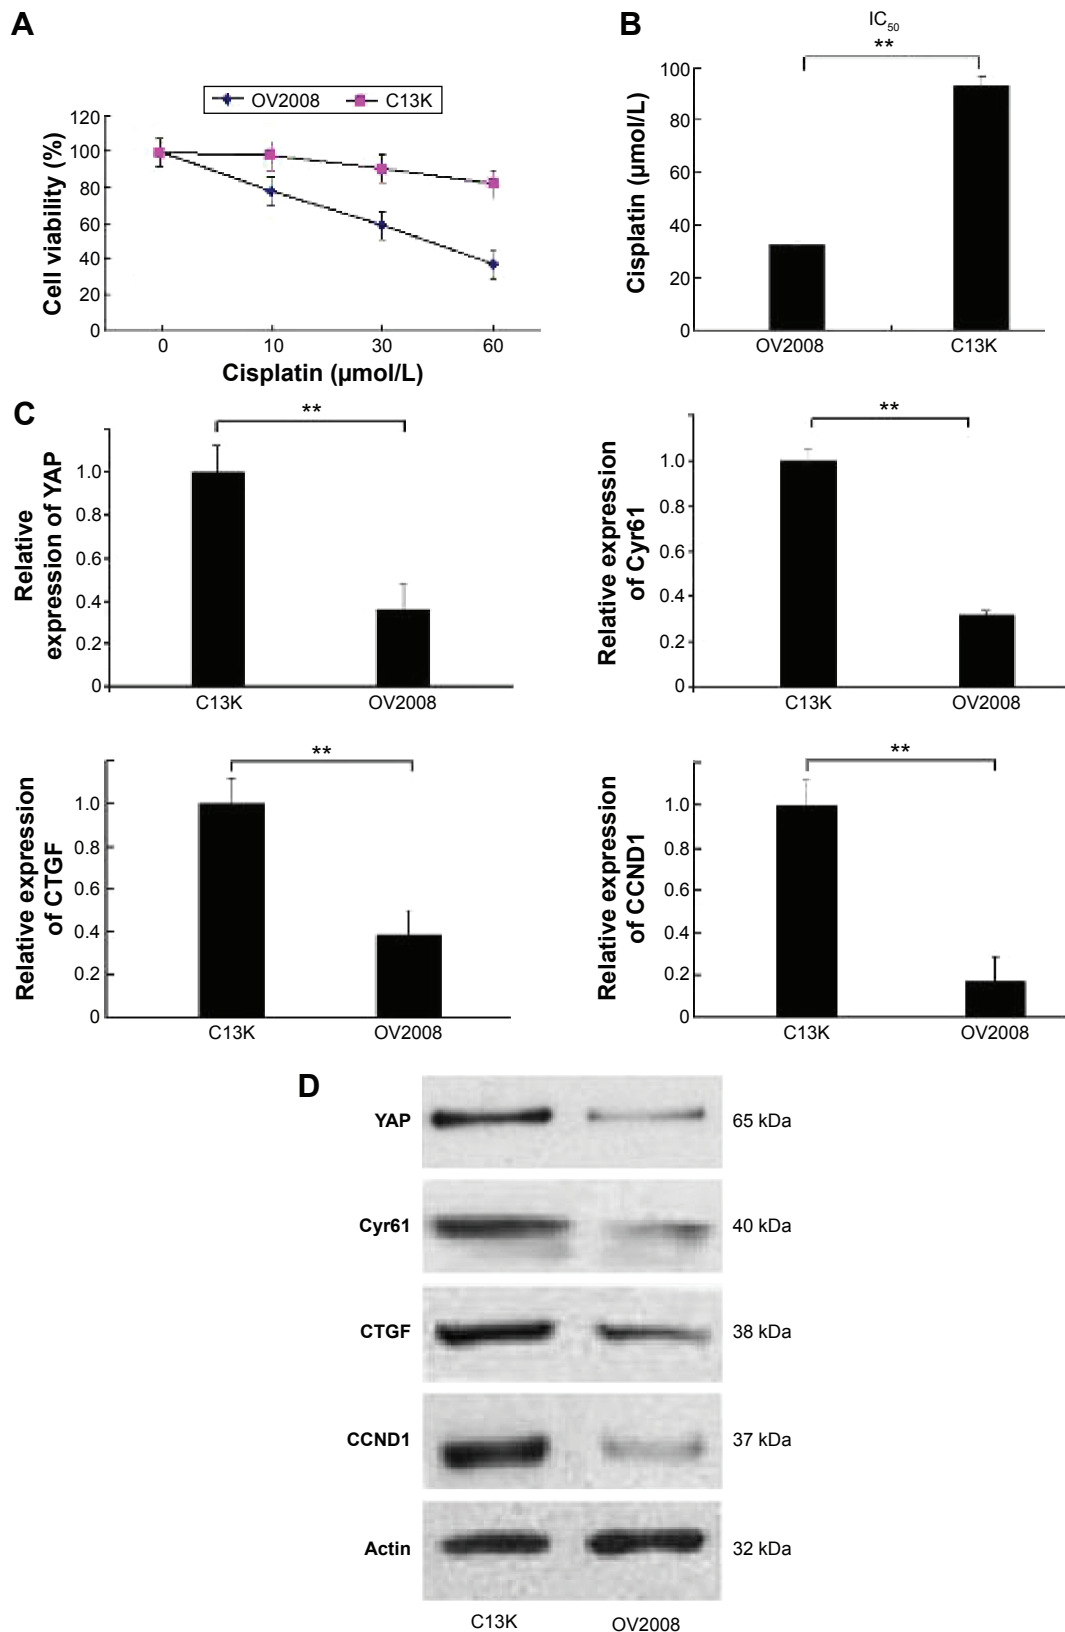 A
OV2008 C13K
Cell viability (%)
120
100
80
60
40
20
0
0 10 30 60
Cisplatin (µmol/L)
B
IC50
**
Cisplatin (µmol/L)
100
80
60
40
20
0
OV2008 C13K
C
**
Relative
expression of YAP
1.0
0.8
0.6
0.4
0.2
0
C13K OV2008
**
Relative expression
of Cyr61
1.0
0.8
0.6
0.4
0.2
0
C13K OV2008
**
Relative expression
of CTGF
1.0
0.8
0.6
0.4
0.2
0
C13K OV2008
**
Relative expression
of CCND1
1.0
0.8
0.6
0.4
0.2
0
C13K OV2008
D
YAP 65 kDa
Cyr61 40 kDa
CTGF 38 kDa
CCND1 37 kDa
Actin 32 kDa
C13K OV2008